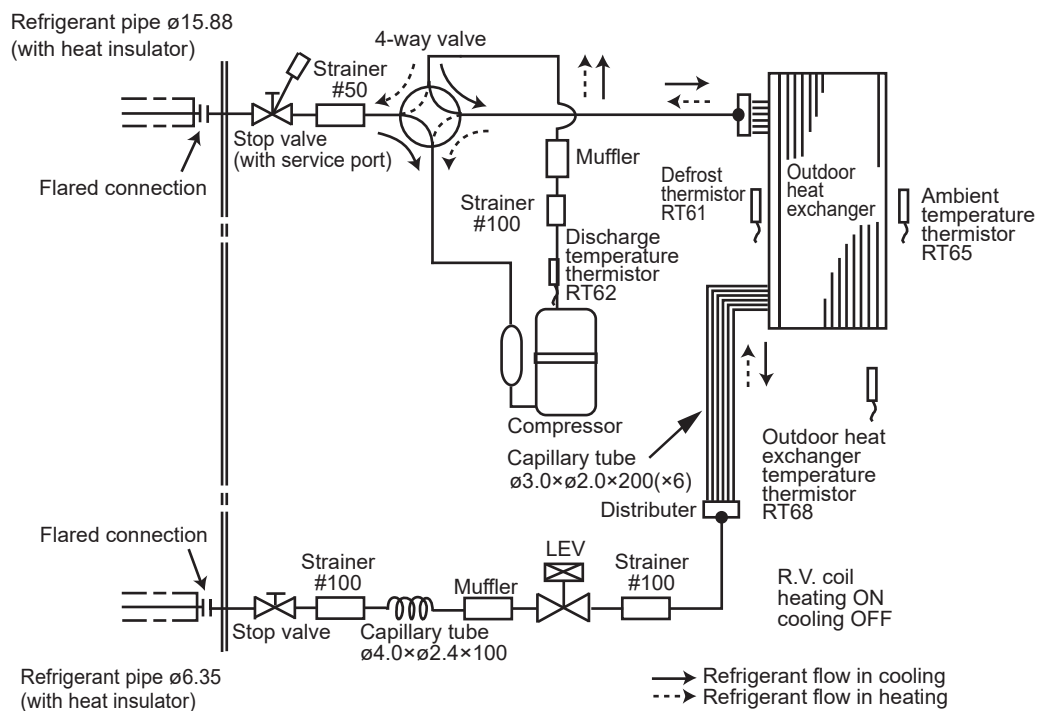 Refrigerant pipe ø15.88
(with heat insulator)
4-way valve
Strainer
#50
Stop valve
(with service port)
Flared connection
Muffler
Strainer
#100
Discharge
temperature
thermistor
RT62
Defrost
thermistor
RT61
Outdoor
heat
exchanger
Ambient
temperature
thermistor
RT65
Compressor
Capillary tube
ø3.0×ø2.0×200(×6)
Outdoor heat
exchanger
temperature
thermistor
RT68
Distributer
Flared connection
Strainer
#100
Muffler
LEV
Strainer
#100
Stop valve
Capillary tube
ø4.0×ø2.4×100
R.V. coil
heating ON
cooling OFF
Refrigerant pipe ø6.35
(with heat insulator)
Refrigerant flow in cooling
Refrigerant flow in heating